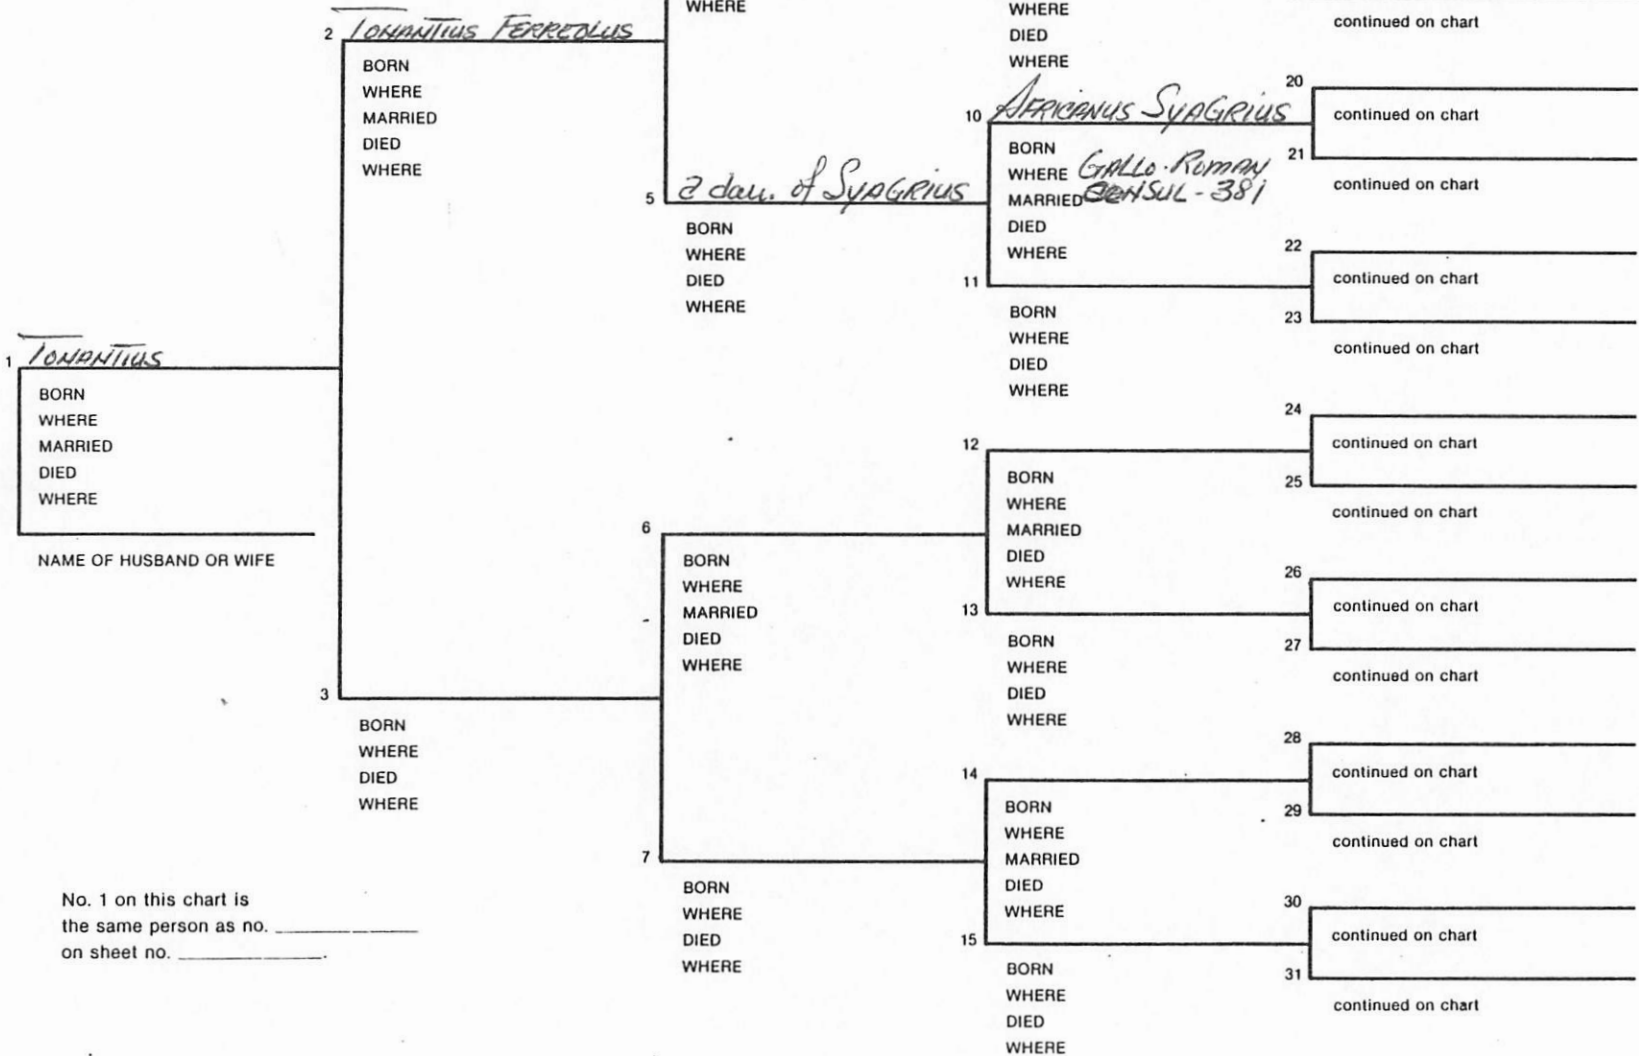 WHERE
WHERE
DIED
WHERE
continued on chart
2 TONANTIUS FERREOLUS
BORN
WHERE
MARRIED
DIED
WHERE
20
continued on chart
10 AFRICANUS SYAGRIUS
BORN
WHERE GALLO-ROMAN
MARRIED CONSUL - 381
DIED
WHERE
21
continued on chart
5 a dau. of SYAGRIUS
BORN
WHERE
DIED
WHERE
22
continued on chart
11
BORN
WHERE
DIED
WHERE
23
continued on chart
1 TONANTIUS
BORN
WHERE
MARRIED
DIED
WHERE
NAME OF HUSBAND OR WIFE
24
continued on chart
12
BORN
WHERE
MARRIED
DIED
WHERE
25
continued on chart
6
BORN
WHERE
MARRIED
DIED
WHERE
26
continued on chart
13
BORN
WHERE
DIED
WHERE
27
continued on chart
3
BORN
WHERE
DIED
WHERE
28
continued on chart
14
BORN
WHERE
MARRIED
DIED
WHERE
29
continued on chart
7
BORN
WHERE
DIED
WHERE
30
continued on chart
15
BORN
WHERE
DIED
WHERE
31
continued on chart
No. 1 on this chart is
the same person as no. ____________
on sheet no. ____________.